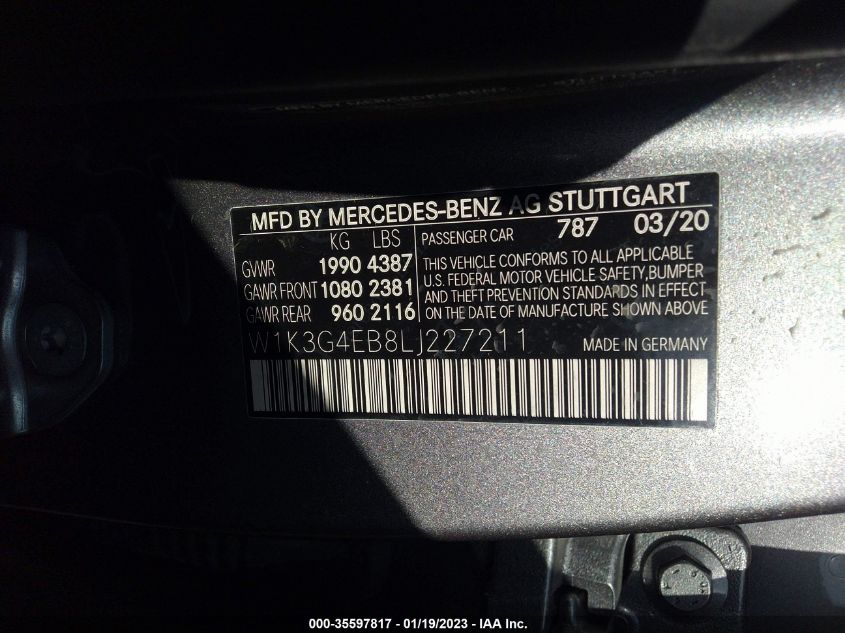 MFD BY MERCEDES-BENZ AG STUTTGART
KG LBS
GVWR 1990 4387
GAWR FRONT 1080 2381
GAWR REAR 960 2116
PASSENGER CAR 787 03/20
THIS VEHICLE CONFORMS TO ALL APPLICABLE
U.S. FEDERAL MOTOR VEHICLE SAFETY,BUMPER
AND THEFT PREVENTION STANDARDS IN EFFECT
ON THE DATE OF MANUFACTURE SHOWN ABOVE
W1K3G4EB8LJ227211
MADE IN GERMANY
000-35597817 - 01/19/2023 - IAA Inc.